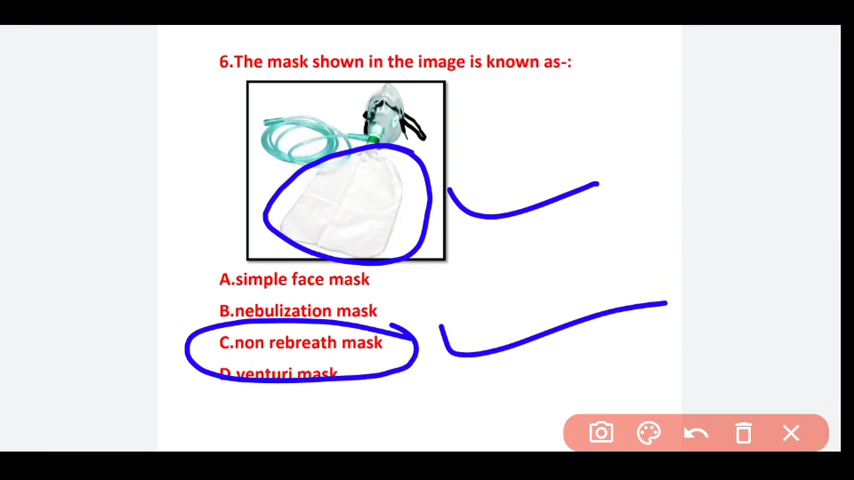 6.The mask shown in the image is known as-:
A.simple face mask
B.nebulization mask
C.non rebreath mask
D.venturi mask